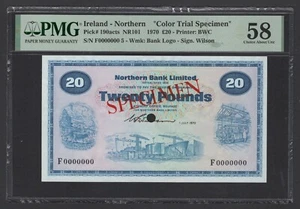 PMG
PAPER MONEY GUARANTY
Ireland - Northern "Color Trial Specimen"
Pick# 190acts NR101 1970 £20 - Printer: BWC
S/N F0000000 5 - Wmk: Bank Logo - Sign. Wilson
58
Choice About Unc
20
Northern Bank Limited
20
Twenty Pounds
SPECIMEN
F 0000000
F 0000000